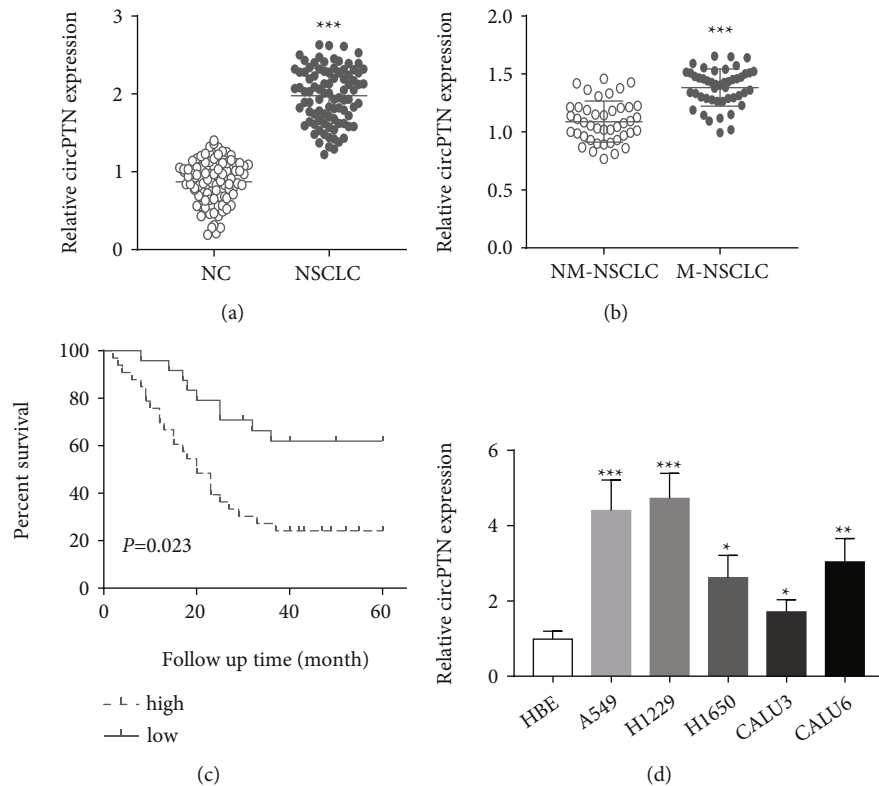 Relative circPTN expression
3
2
1
0
***
NC
NSCLC
(a)
Relative circPTN expression
2.0
1.5
1.0
0.5
0.0
***
NM-NSCLC
M-NSCLC
(b)
Percent survival
100
80
60
40
20
0
P=0.023
0
20
40
60
Follow up time (month)
high
low
(c)
Relative circPTN expression
6
4
2
0
***
***
*
*
**
HBE
A549
H1229
H1650
CALU3
CALU6
(d)